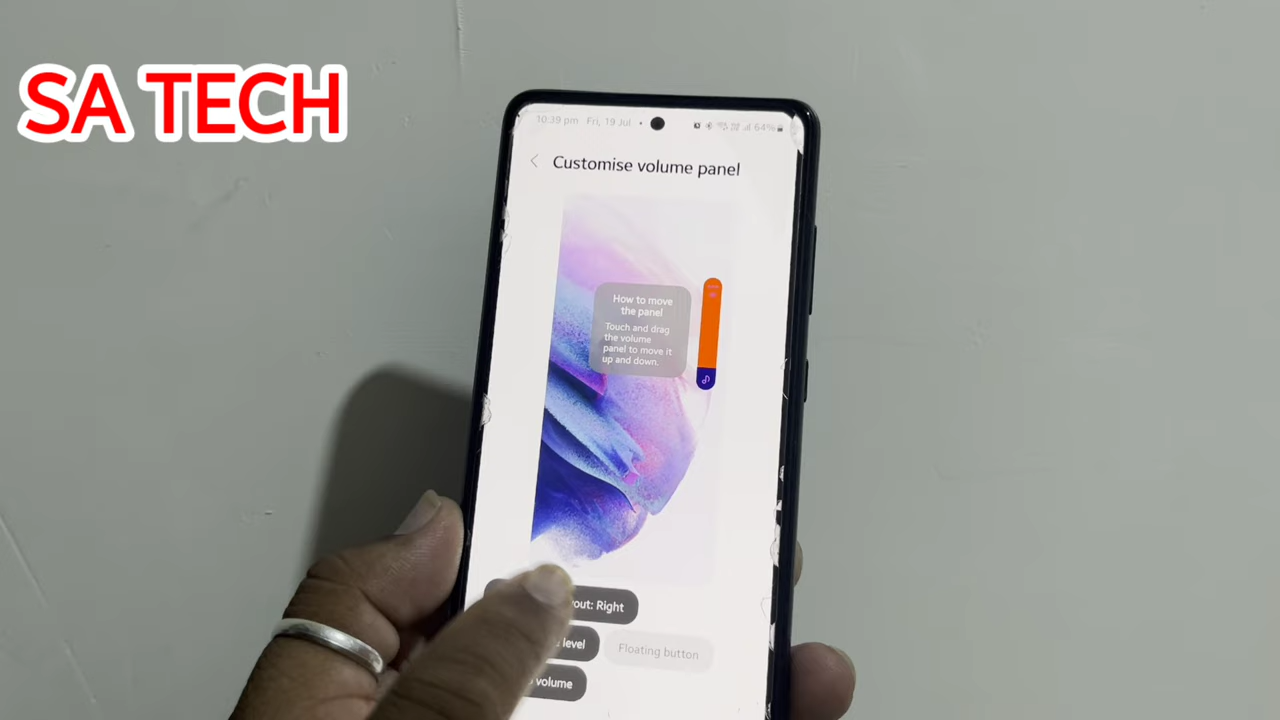 SA TECH
10:39 pm Fri, 19 Jul
64%
Customise volume panel
How to move
the panel
Touch and drag
the volume
panel to move it
up and down.
Right
level
Floating button
volume